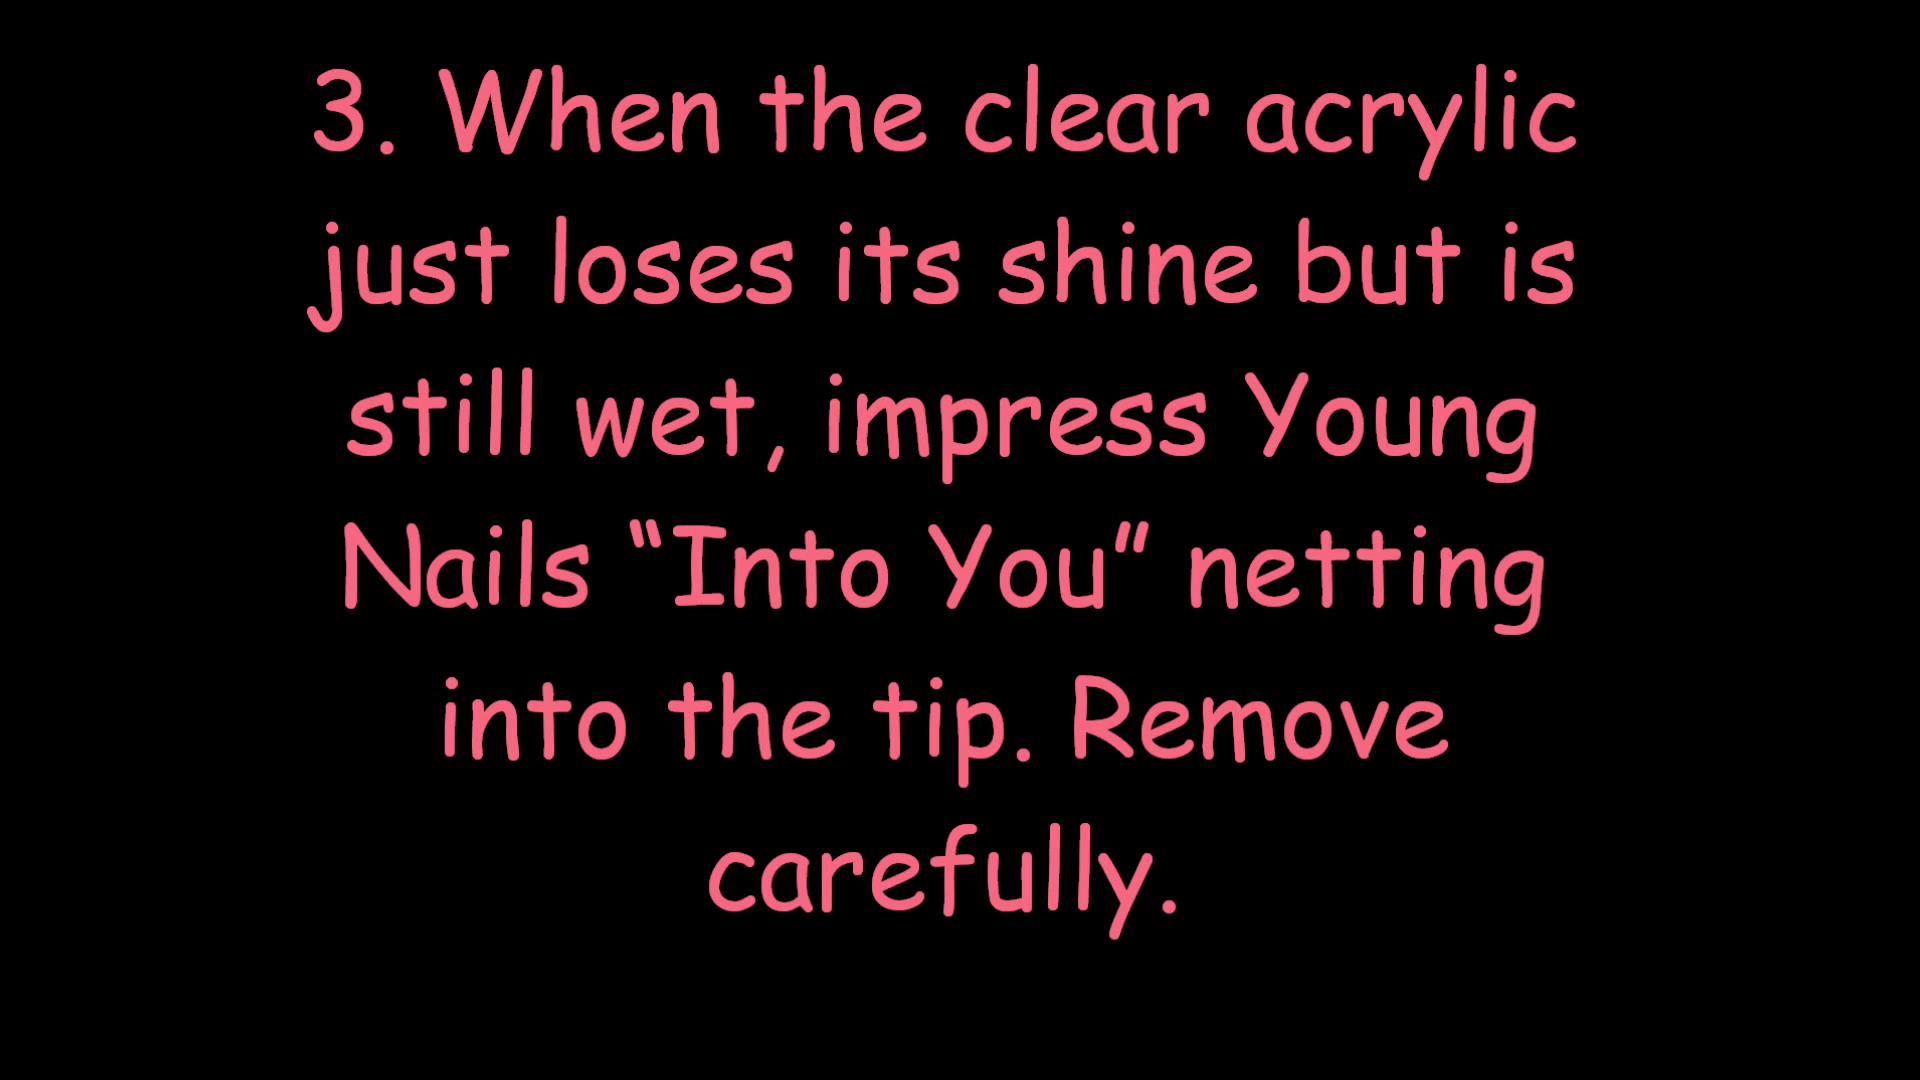 3. When the clear acrylic
just loses its shine but is
still wet, impress Young
Nails “Into You” netting
into the tip. Remove
carefully.